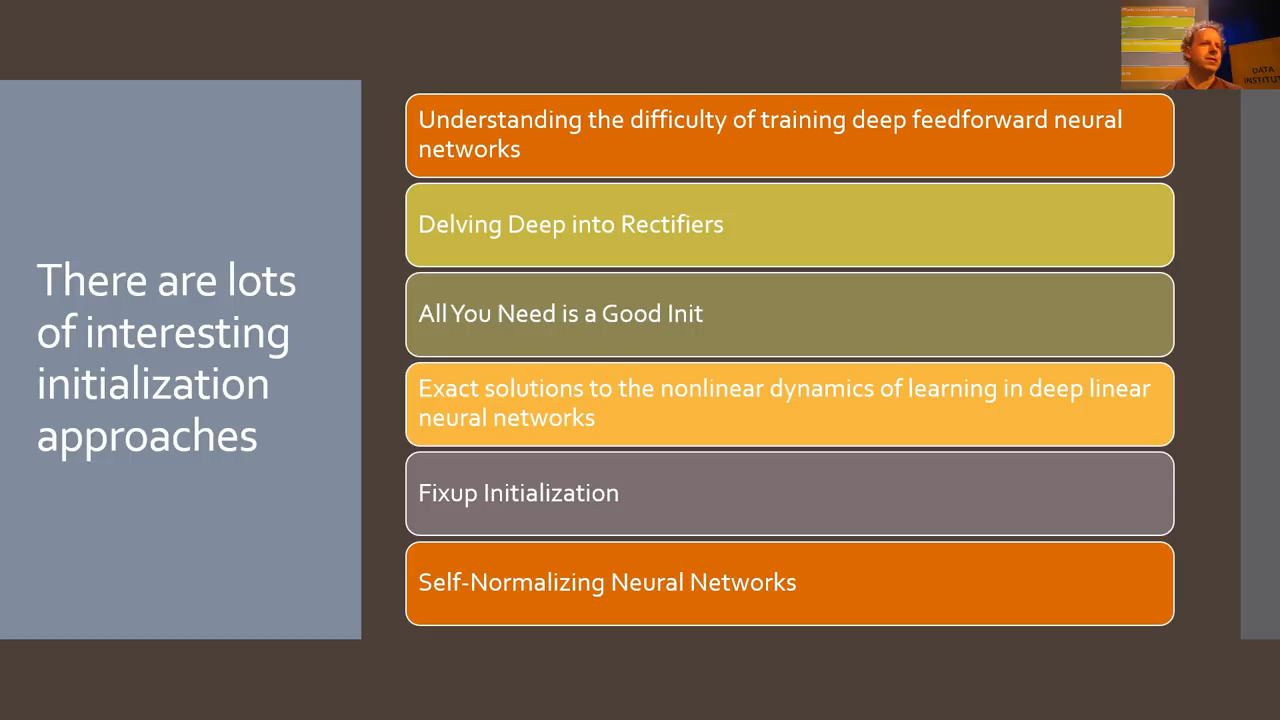 There are lots
of interesting
initialization
approaches
Understanding the difficulty of training deep feedforward neural
networks
Delving Deep into Rectifiers
All You Need is a Good Init
Exact solutions to the nonlinear dynamics of learning in deep linear
neural networks
Fixup Initialization
Self-Normalizing Neural Networks
DATA